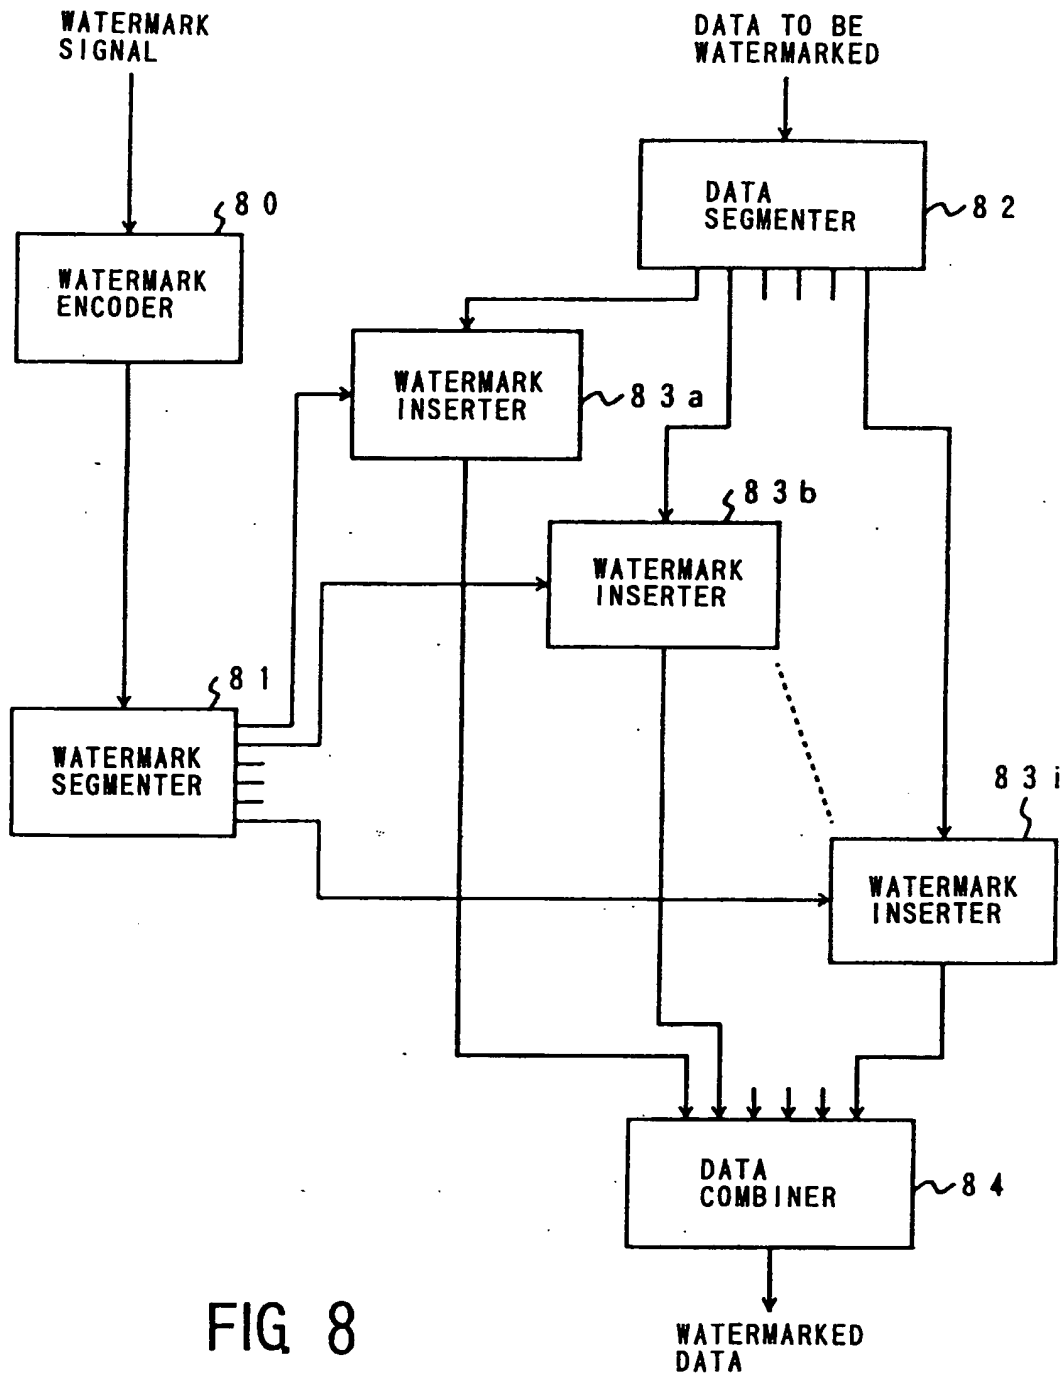 WATERMARK
SIGNAL
DATA TO BE
WATERMARKED
80
WATERMARK
ENCODER
DATA
SEGMENTER
82
WATERMARK
INSERTER
83a
83b
WATERMARK
INSERTER
81
WATERMARK
SEGMENTER
83i
WATERMARK
INSERTER
DATA
COMBINER
84
WATERMARKED
DATA
FIG. 8